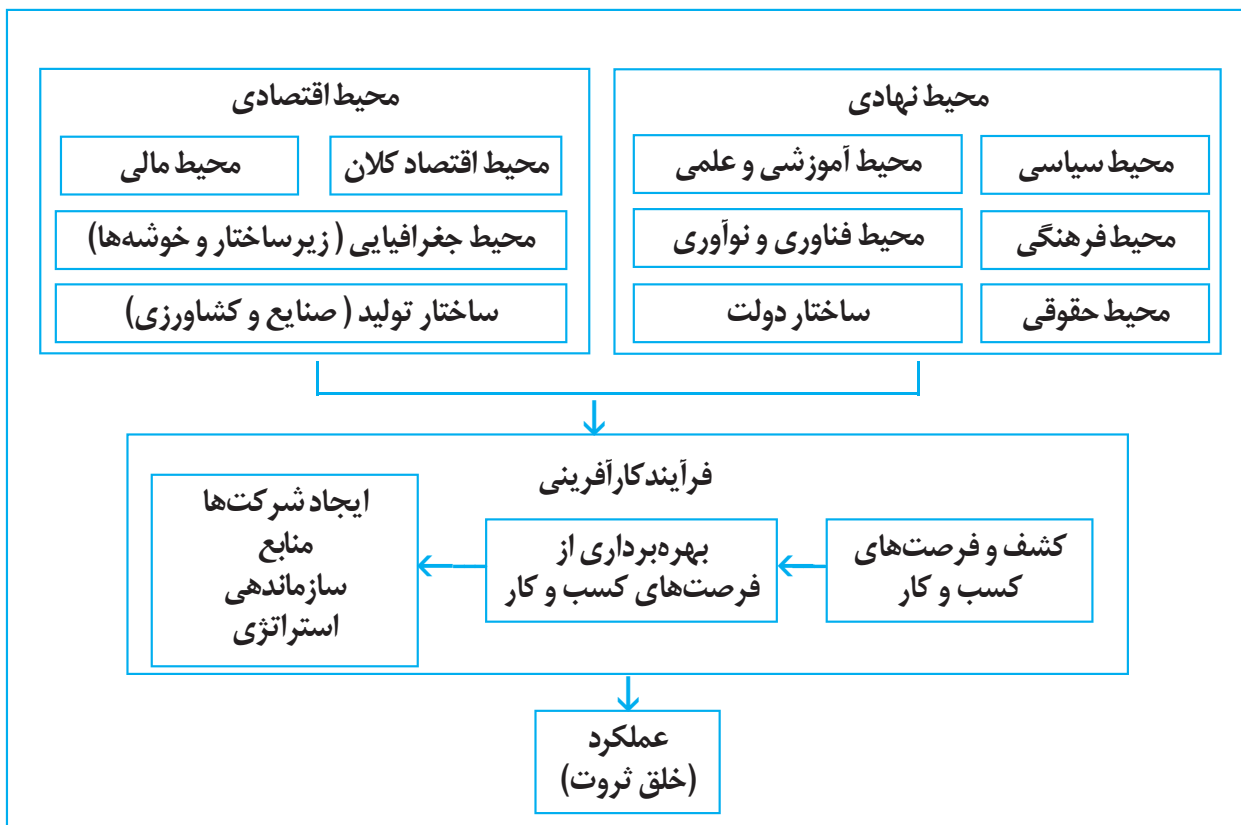 محیط نهادی
محیط سیاسی
محیط آموزشی و علمی
محیط فرهنگی
محیط فناوری و نوآوری
محیط حقوقی
ساختار دولت
محیط اقتصادی
محیط اقتصاد کلان
محیط مالی
محیط جغرافیایی (زیرساختار و خوشه‌ها)
ساختار تولید (صنایع و کشاورزی)
فرآیند کارآفرینی
کشف و فرصت‌های
کسب و کار
بهره‌برداری از
فرصت‌های کسب و کار
ایجاد شرکت‌ها
منابع
سازماندهی
استراتژی
عملکرد
(خلق ثروت)